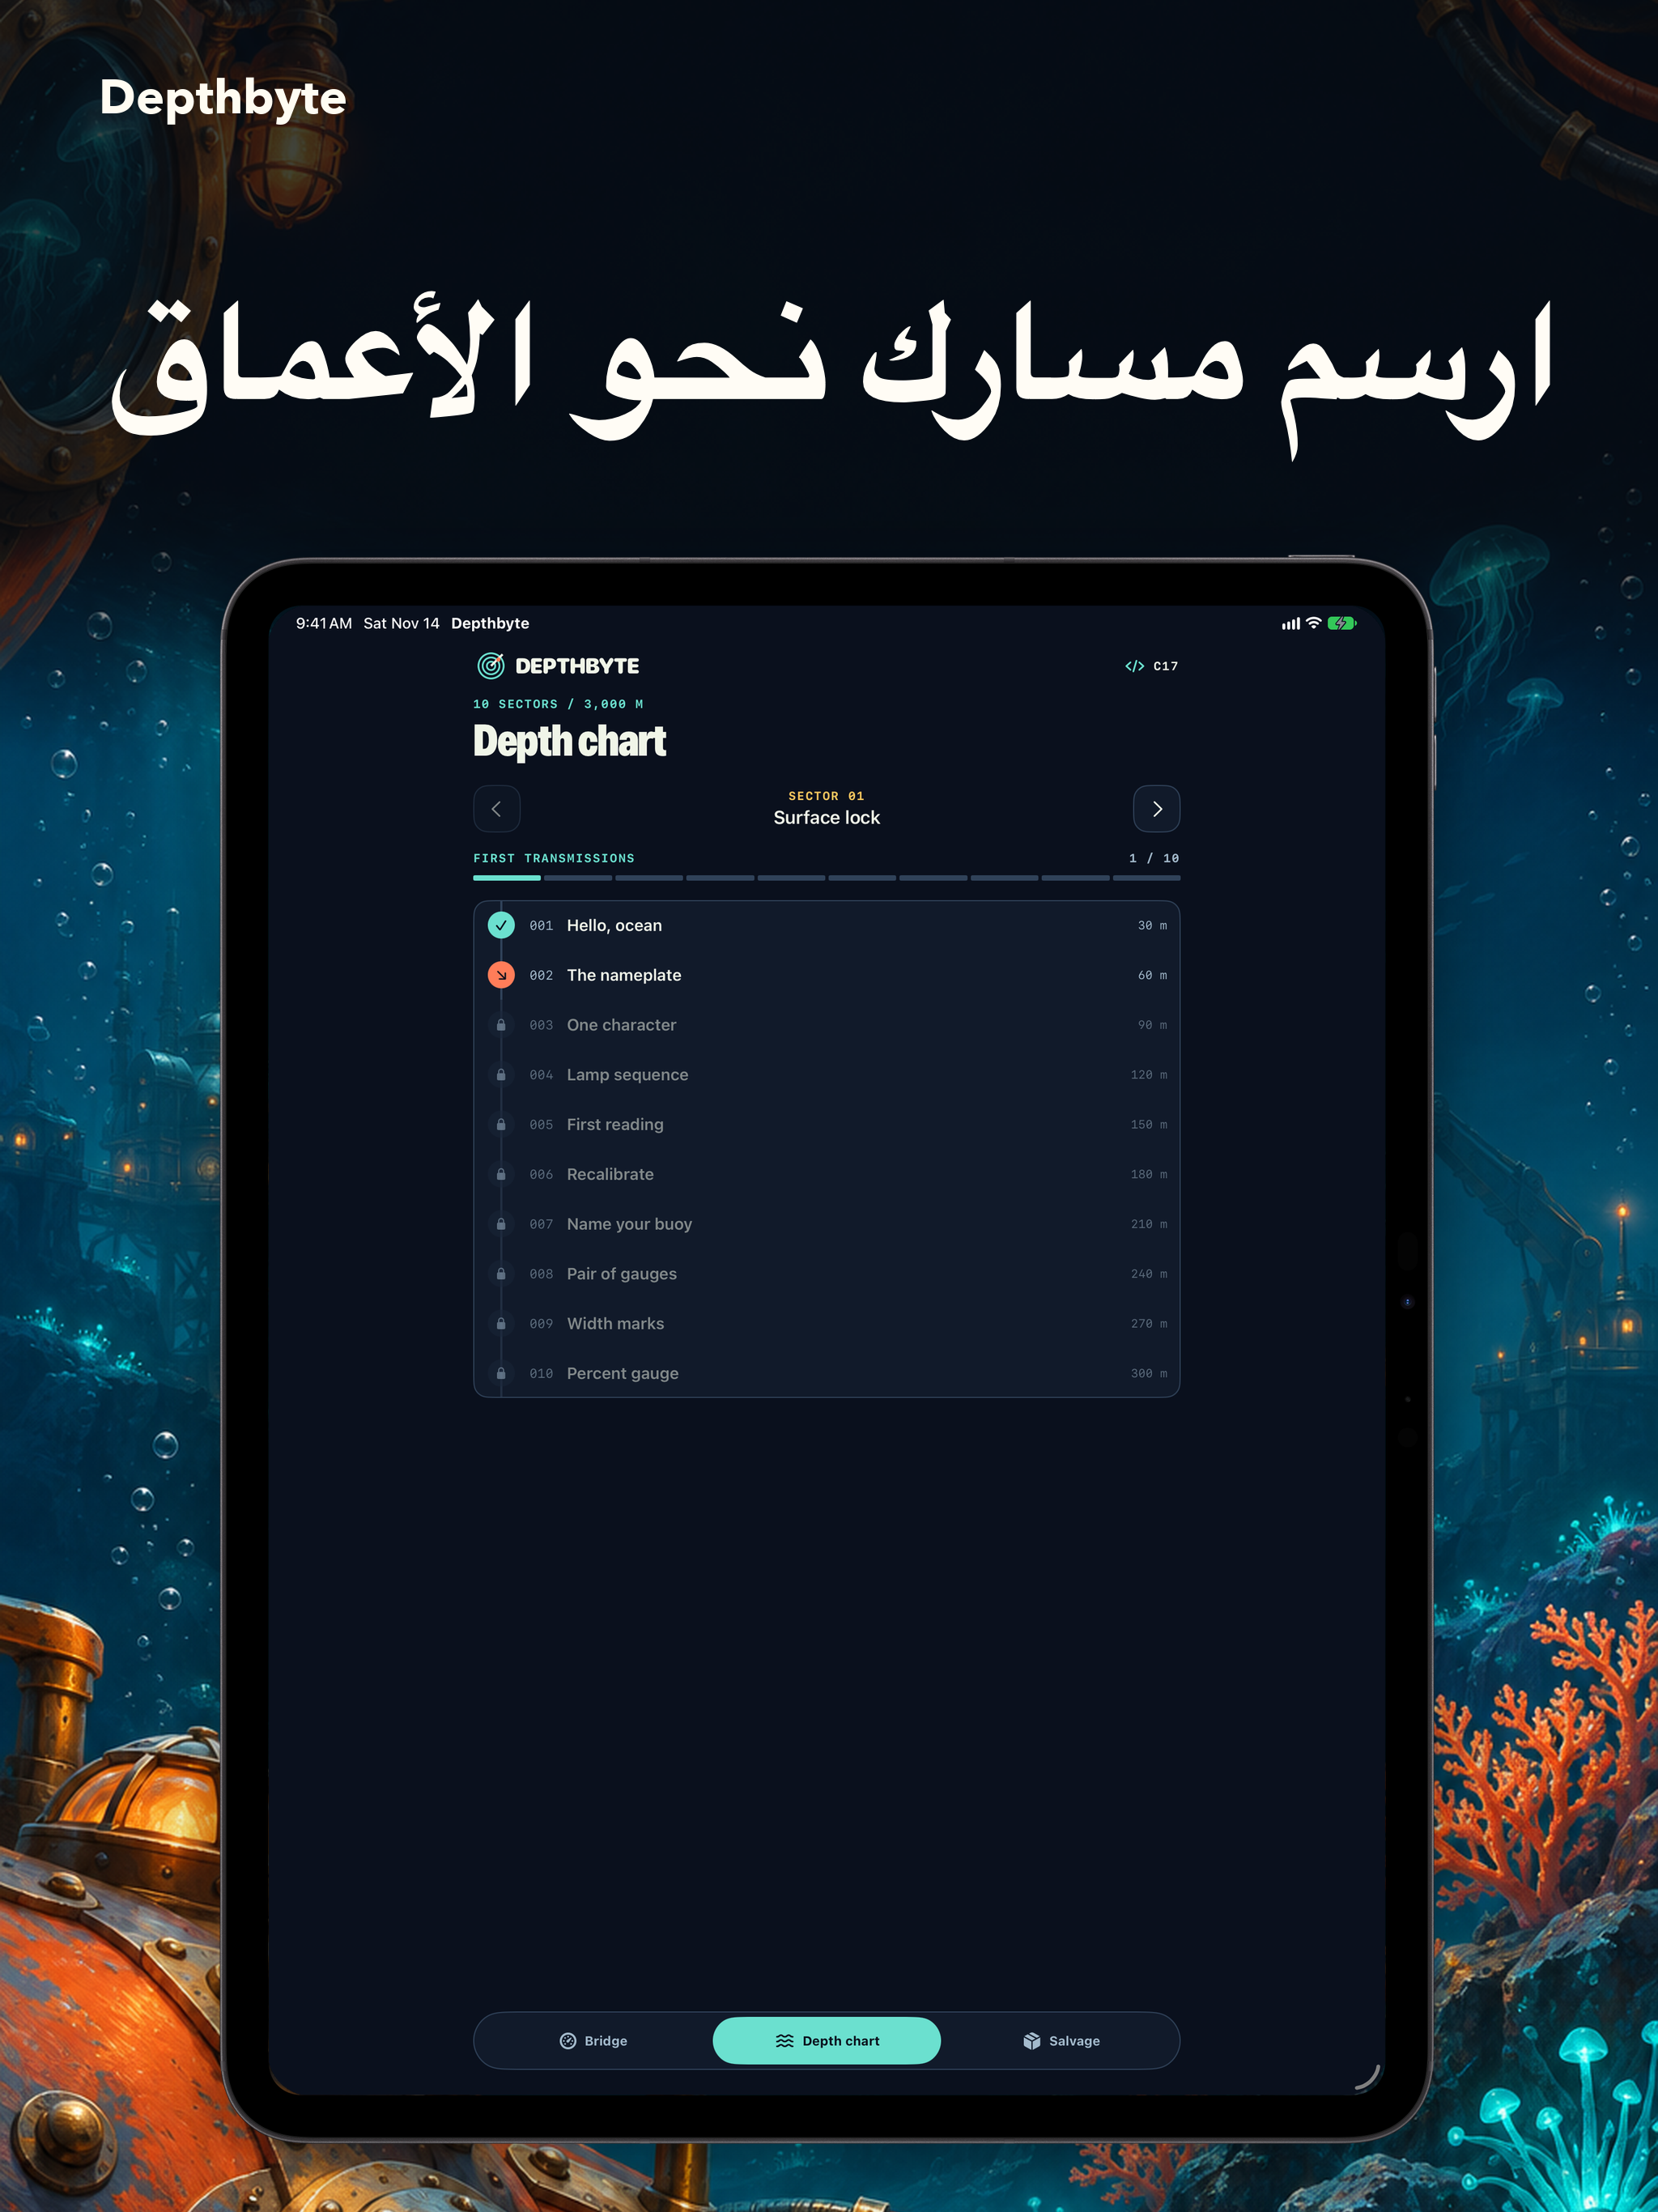 Depthbyte
ارسم مسارك نحو الأعماق
9:41 AM Sat Nov 14 Depthbyte
DEPTHBYTE
</> C17
10 SECTORS / 3,000 M
Depth chart
SECTOR 01
Surface lock
FIRST TRANSMISSIONS 1 / 10
001 Hello, ocean 30 m
002 The nameplate 60 m
003 One character 90 m
004 Lamp sequence 120 m
005 First reading 150 m
006 Recalibrate 180 m
007 Name your buoy 210 m
008 Pair of gauges 240 m
009 Width marks 270 m
010 Percent gauge 300 m
Bridge Depth chart Salvage